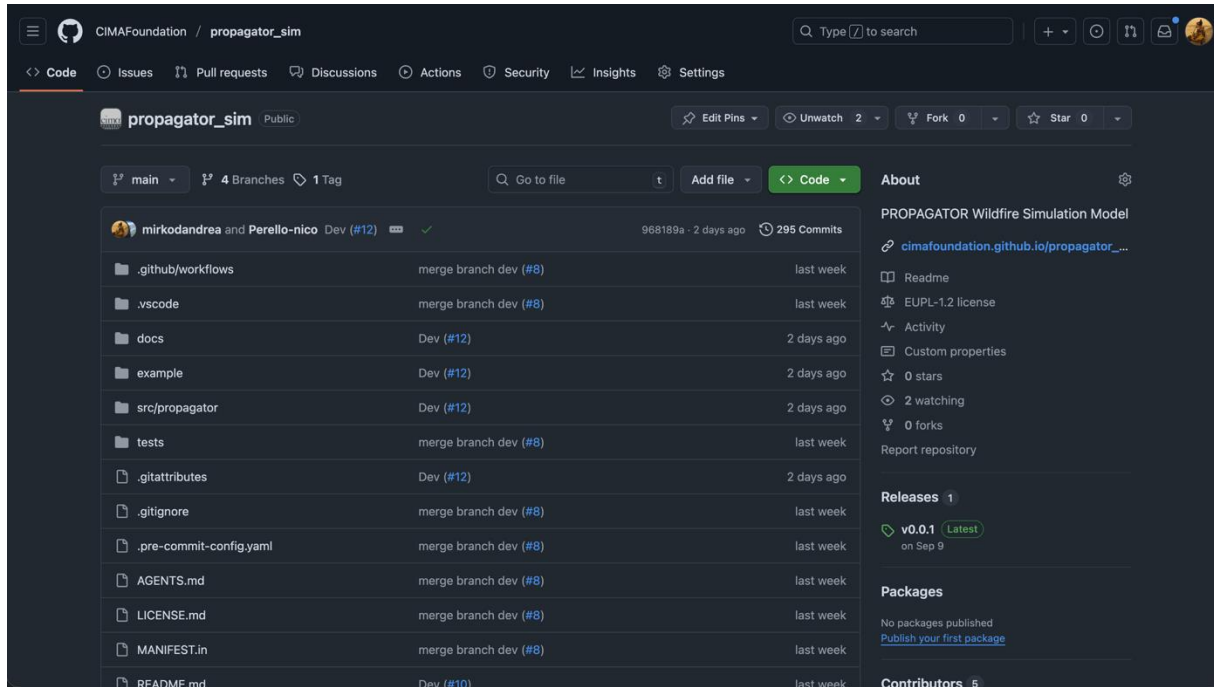 CIMAFoundation / propagator_sim
Type / to search
Code Issues Pull requests Discussions Actions Security Insights Settings
propagator_sim Public
Edit Pins Unwatch 2 Fork 0 Star 0
main 4 Branches 1 Tag
Go to file t Add file Code
mirkodandrea and Perello-nico Dev (#12) 968189a · 2 days ago 295 Commits
.github/workflows merge branch dev (#8) last week
.vscode merge branch dev (#8) last week
docs Dev (#12) 2 days ago
example Dev (#12) 2 days ago
src/propagator Dev (#12) 2 days ago
tests merge branch dev (#8) last week
.gitattributes Dev (#12) 2 days ago
.gitignore merge branch dev (#8) last week
.pre-commit-config.yaml merge branch dev (#8) last week
AGENTS.md merge branch dev (#8) last week
LICENSE.md merge branch dev (#8) last week
MANIFEST.in merge branch dev (#8) last week
README.md Dev (#10) last week
About
PROPAGATOR Wildfire Simulation Model
cimafoundation.github.io/propagator_...
Readme
EUPL-1.2 license
Activity
Custom properties
0 stars
2 watching
0 forks
Report repository
Releases 1
v0.0.1 Latest
on Sep 9
Packages
No packages published
Publish your first package
Contributors 5